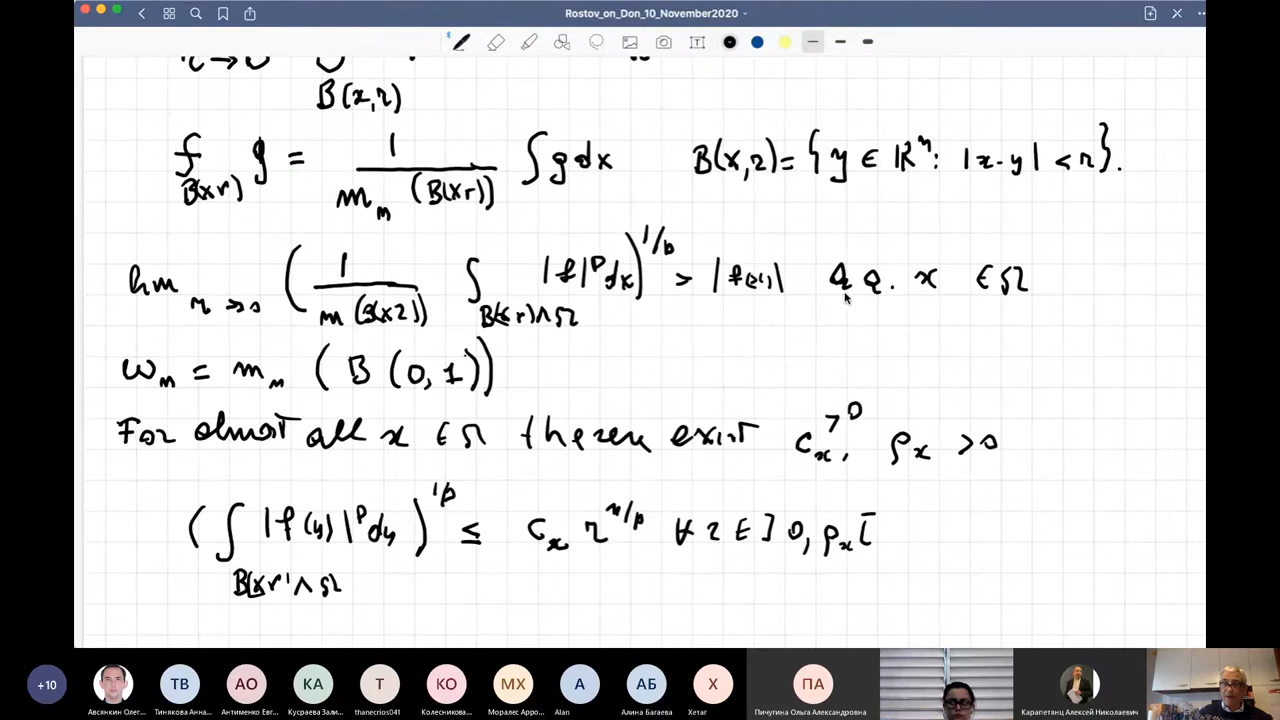 Rostov_on_Don_10_November2020
B(x,r)
⨍_{B(x r)} g = 1/m_n(B(x r)) ∫ g dx B(x,r) = {y ∈ ℝ^n : |x-y| < r}.
lim_{r→0} (1/m(B(x r)) ∫_{B(x r)∩Ω} |f|^p dx)^{1/p} = |f(x)| a e. x ∈ Ω
ω_n = m_n (B(0,1))
For almost all x ∈ Ω there exist c_x > 0, ρ_x > 0
(∫_{B(x r)∩Ω} |f(y)|^p dy)^{1/p} ≤ c_x r^{n/p} ∀ r ∈ ]0, ρ_x[
+10 ТВ АО КА Т КО МХ А АБ Х ПА
Авсянкин Олег... Тинякова Анна... Антименко Евг... Кусраева Зали... thanecrios041 Колесникова... Моралес Арро... Alan Алина Багаева Хетаг Пичугина Ольга Александровна Карапетянц Алексей Николаевич